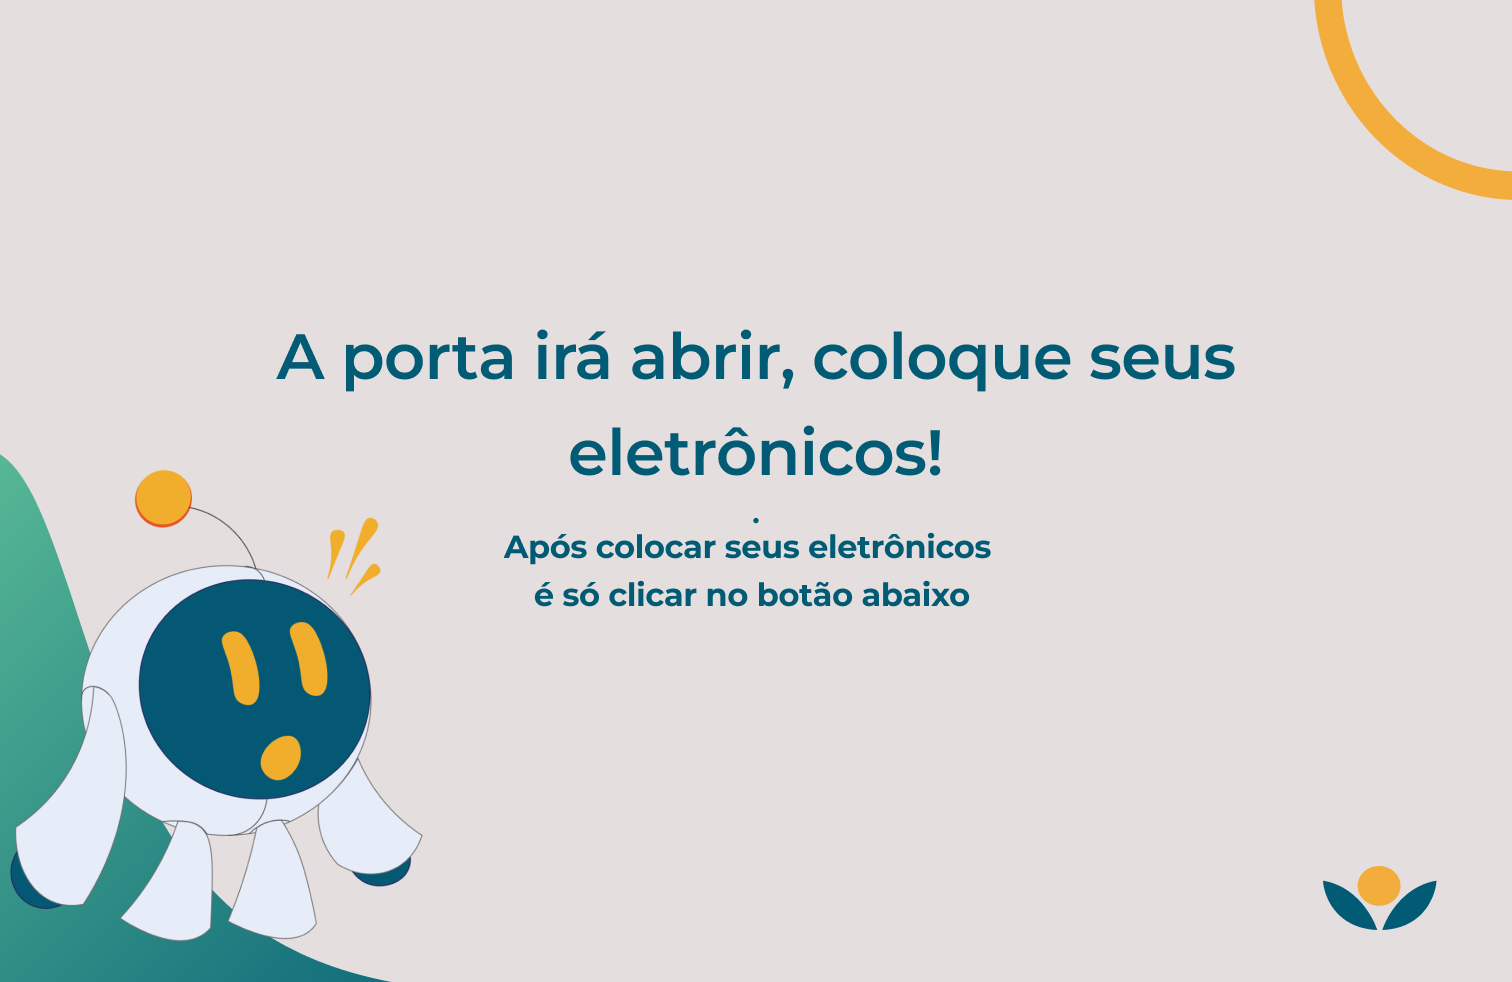 A porta irá abrir, coloque seus
eletrônicos!
.
Após colocar seus eletrônicos
é só clicar no botão abaixo